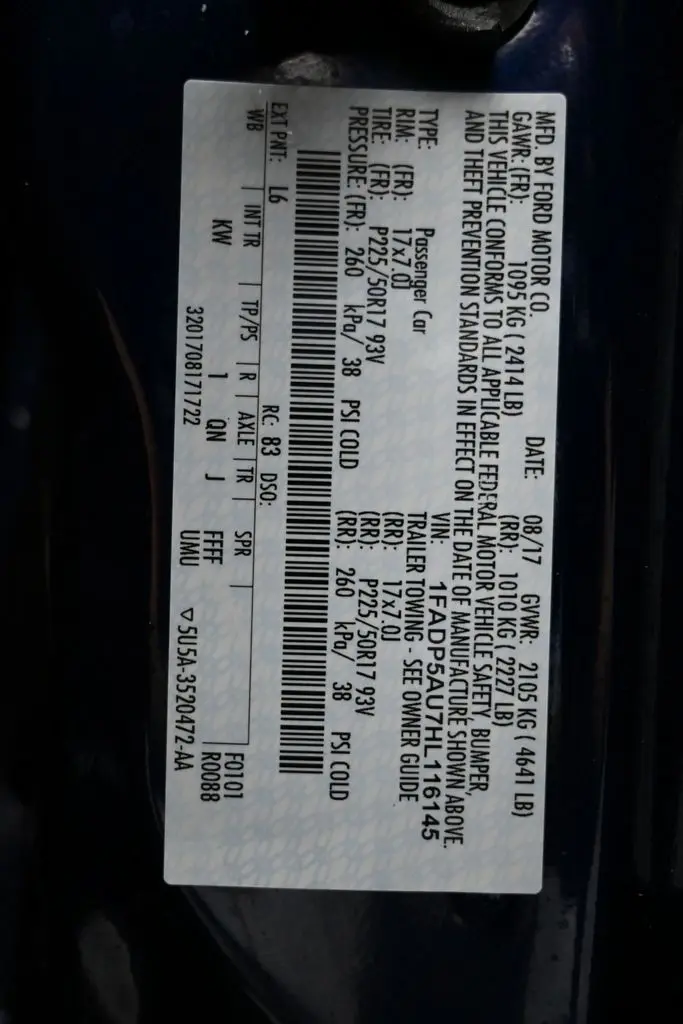 MFD. BY FORD MOTOR CO.
DATE: 08/17 GVWR: 2105 KG ( 4641 LB)
GAWR: (FR): 1095 KG ( 2414 LB) (RR): 1010 KG ( 2227 LB)
THIS VEHICLE CONFORMS TO ALL APPLICABLE FEDERAL MOTOR VEHICLE SAFETY, BUMPER,
AND THEFT PREVENTION STANDARDS IN EFFECT ON THE DATE OF MANUFACTURE SHOWN ABOVE.
VIN: 1FADP5AU7HL116145
TYPE: Passenger Car TRAILER TOWING - SEE OWNER GUIDE
RIM: (FR): 17x7.0J (RR): 17x7.0J
TIRE: (FR): P225/50R17 93V (RR): P225/50R17 93V
PRESSURE: (FR): 260 kPa/ 38 PSI COLD (RR): 260 kPa/ 38 PSI COLD
EXT PNT: L6 RC: 83 DSO:
WB | INT TR | TP/PS | R | AXLE | TR | SPR F0101
KW 1 QN J FFFF R0088
3201708171722 UMU ▽5U5A-3520472-AA